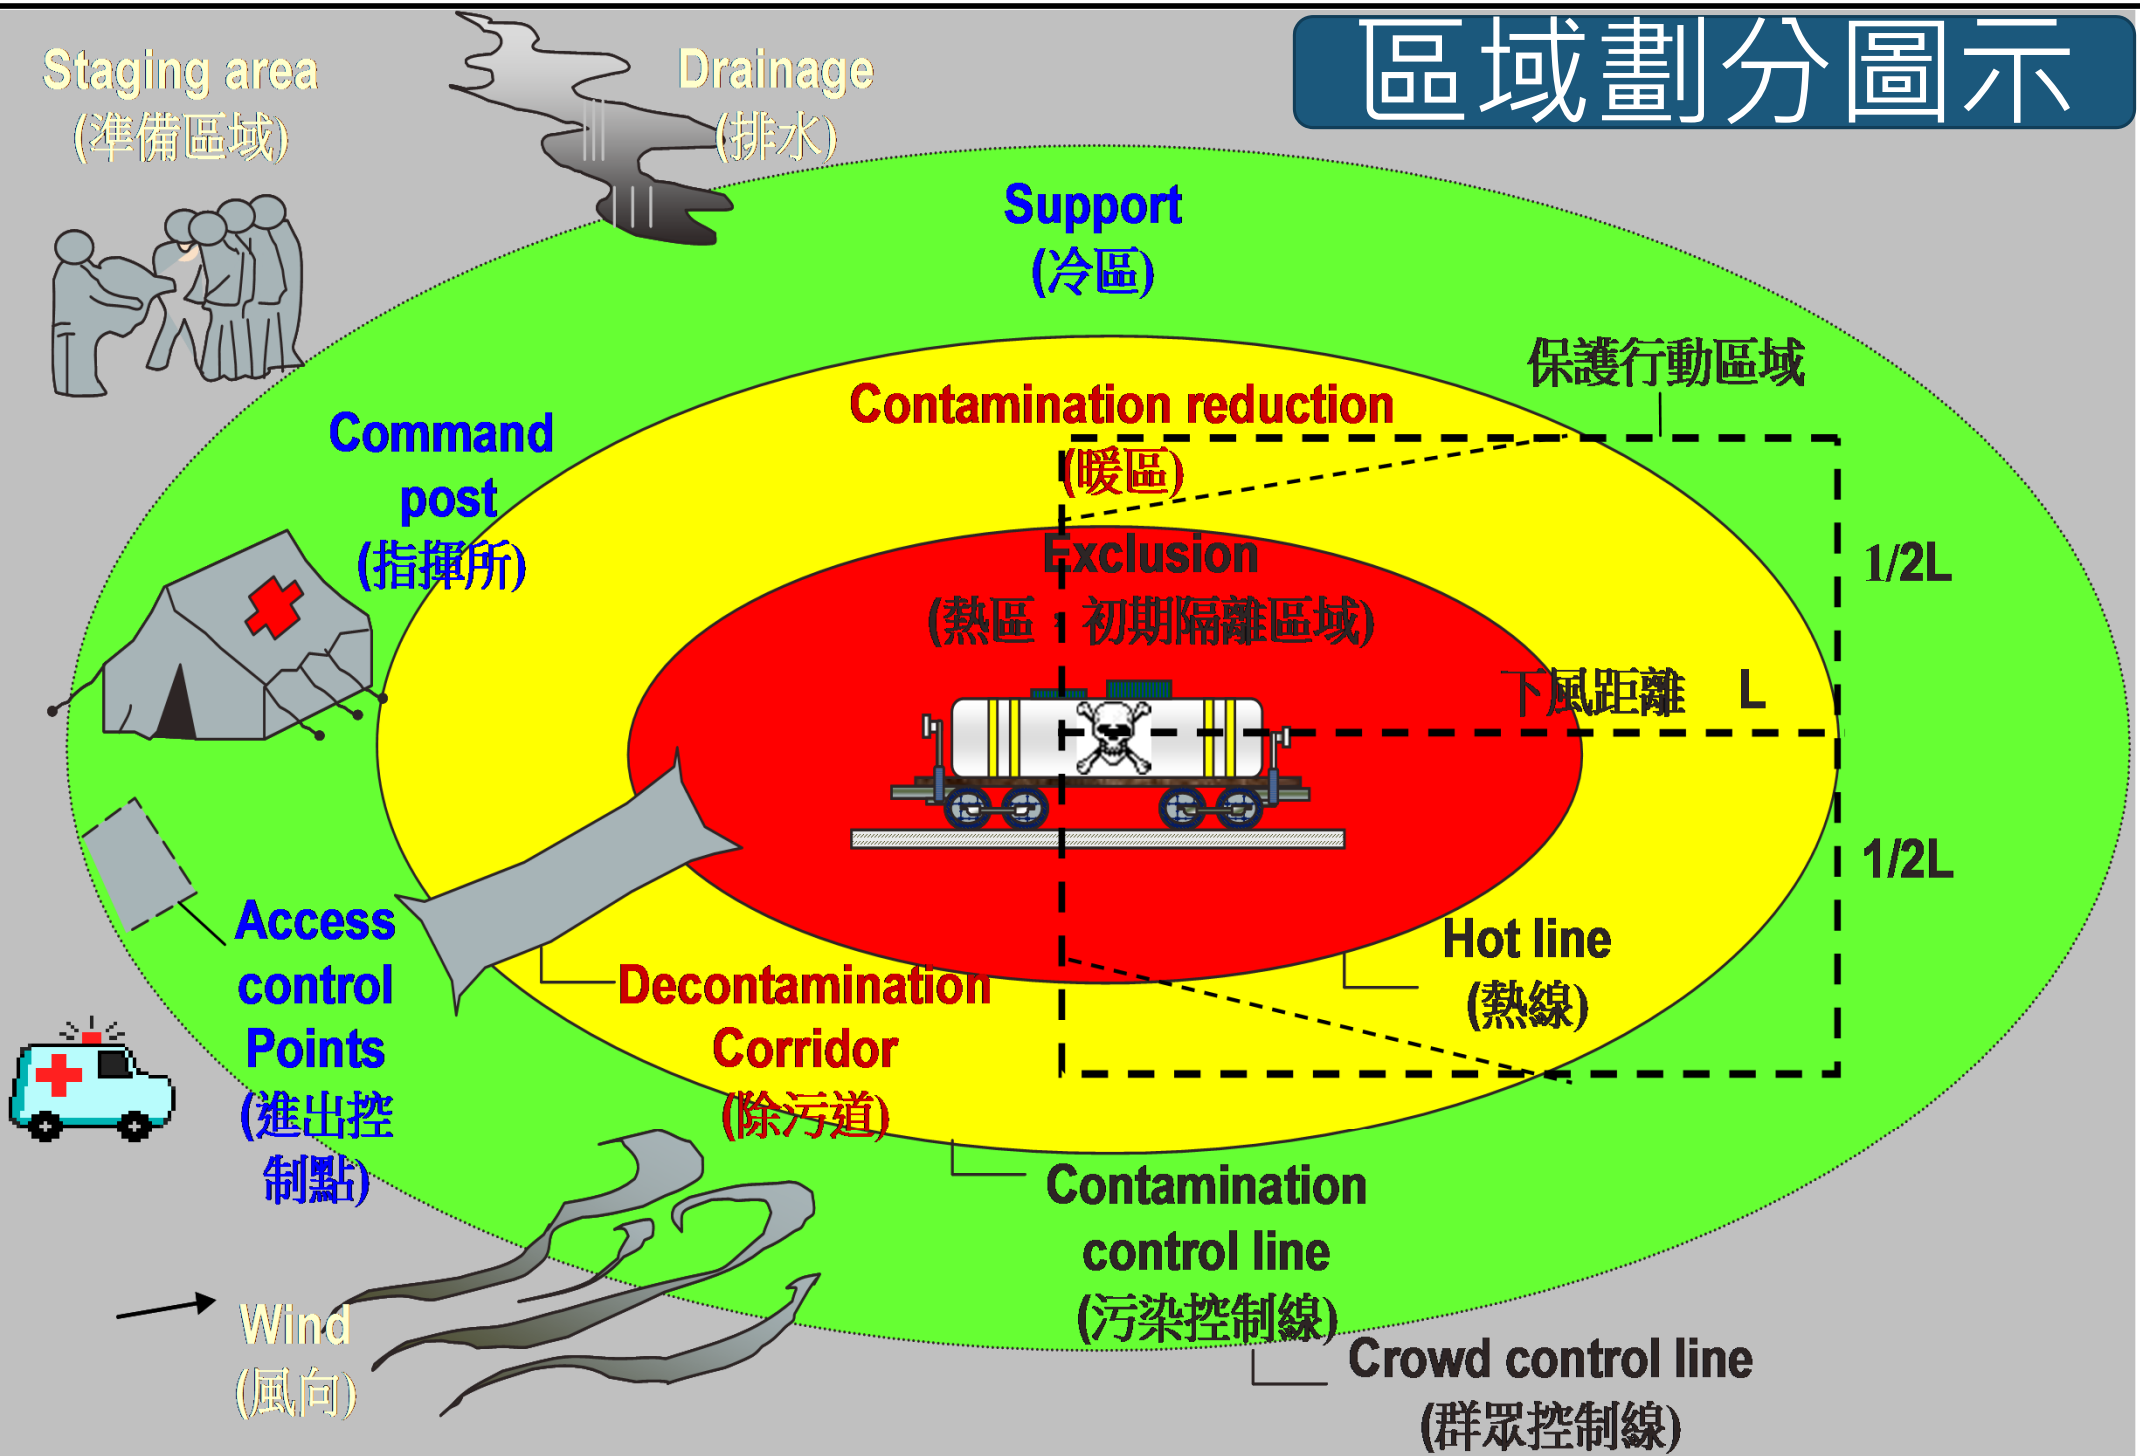 區域劃分圖示
Staging area
(準備區域)
Drainage
(排水)
Support
(冷區)
保護行動區域
Contamination reduction
(暖區)
Command
post
(指揮所)
Exclusion
(熱區，初期隔離區域)
1/2L
下風距離 L
1/2L
Access
control
Points
(進出控
制點)
Hot line
(熱線)
Decontamination
Corridor
(除污道)
Contamination
control line
(污染控制線)
Wind
(風向)
Crowd control line
(群眾控制線)